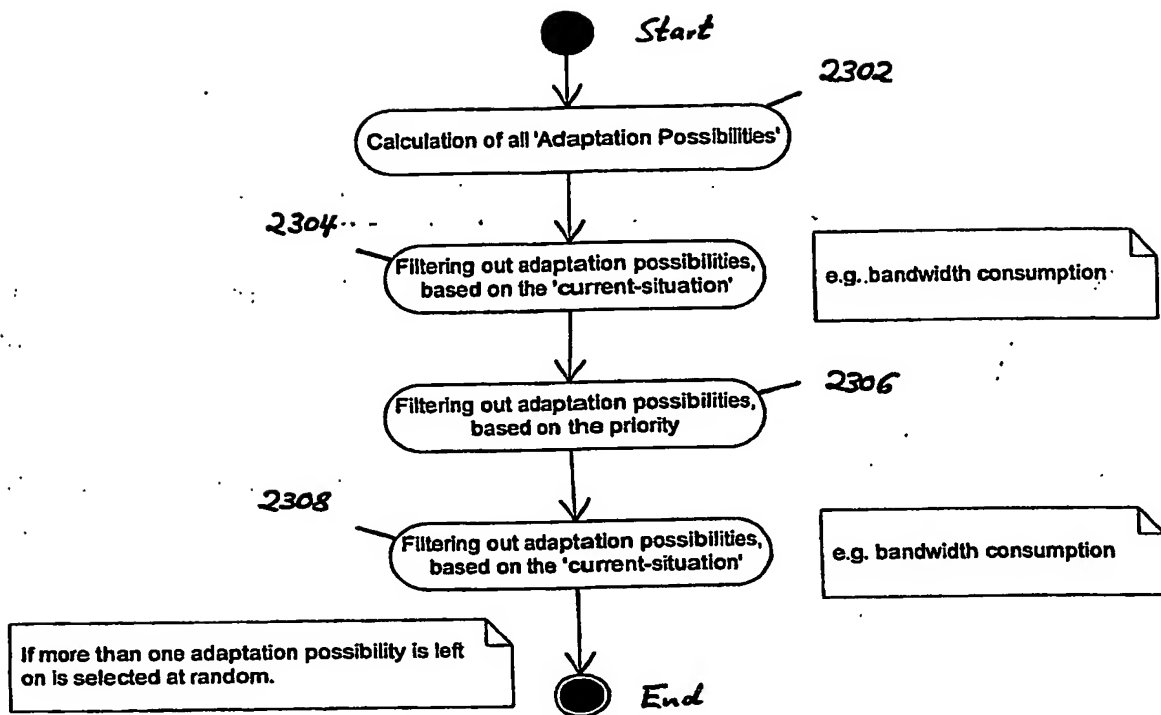 Start
2302
Calculation of all 'Adaptation Possibilities'
2304
Filtering out adaptation possibilities,
based on the 'current-situation'
e.g. bandwidth consumption
2306
Filtering out adaptation possibilities,
based on the priority
2308
Filtering out adaptation possibilities,
based on the 'current-situation'
e.g. bandwidth consumption
If more than one adaptation possibility is left
on is selected at random.
End